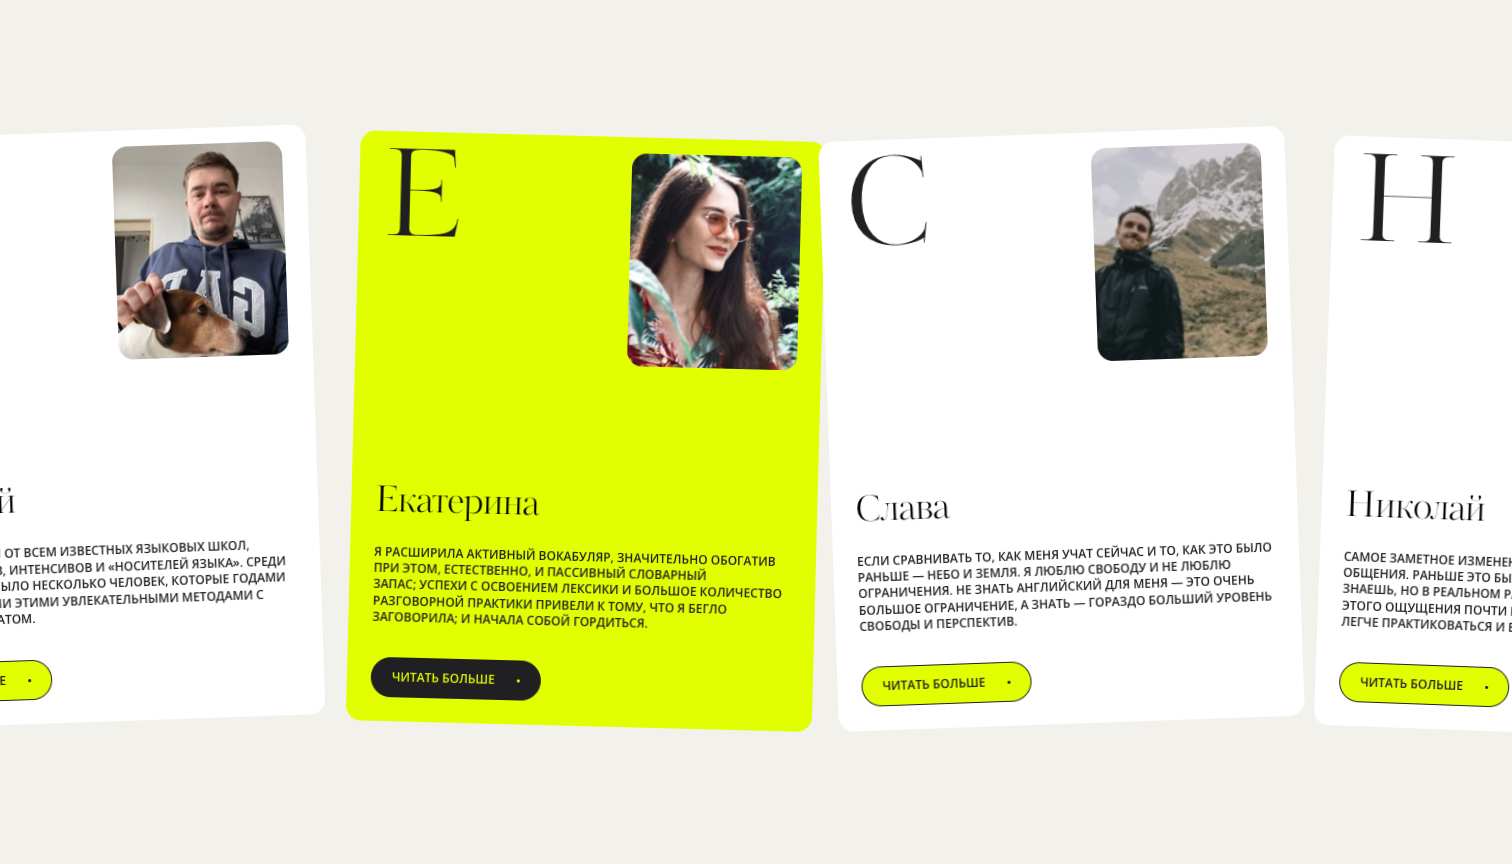 й
ОТ ВСЕМ ИЗВЕСТНЫХ ЯЗЫКОВЫХ ШКОЛ,
ИНТЕНСИВОВ И «НОСИТЕЛЕЙ ЯЗЫКА». СРЕДИ
БЫЛО НЕСКОЛЬКО ЧЕЛОВЕК, КОТОРЫЕ ГОДАМИ
ЭТИМИ УВЛЕКАТЕЛЬНЫМИ МЕТОДАМИ С
GAP
Е
Екатерина
Я РАСШИРИЛА АКТИВНЫЙ ВОКАБУЛЯР, ЗНАЧИТЕЛЬНО ОБОГАТИВ
ПРИ ЭТОМ, ЕСТЕСТВЕННО, И ПАССИВНЫЙ СЛОВАРНЫЙ
ЗАПАС; УСПЕХИ С ОСВОЕНИЕМ ЛЕКСИКИ И БОЛЬШОЕ КОЛИЧЕСТВО
РАЗГОВОРНОЙ ПРАКТИКИ ПРИВЕЛИ К ТОМУ, ЧТО Я БЕГЛО
ЗАГОВОРИЛА; И НАЧАЛА СОБОЙ ГОРДИТЬСЯ.
ЧИТАТЬ БОЛЬШЕ
С
Слава
ЕСЛИ СРАВНИВАТЬ ТО, КАК МЕНЯ УЧАТ СЕЙЧАС И ТО, КАК ЭТО БЫЛО
РАНЬШЕ — НЕБО И ЗЕМЛЯ. Я ЛЮБЛЮ СВОБОДУ И НЕ ЛЮБЛЮ
ОГРАНИЧЕНИЯ. НЕ ЗНАТЬ АНГЛИЙСКИЙ ДЛЯ МЕНЯ — ЭТО ОЧЕНЬ
БОЛЬШОЕ ОГРАНИЧЕНИЕ, А ЗНАТЬ — ГОРАЗДО БОЛЬШИЙ УРОВЕНЬ
СВОБОДЫ И ПЕРСПЕКТИВ.
ЧИТАТЬ БОЛЬШЕ
Н
Николай
САМОЕ ЗАМЕТНОЕ
ОБЩЕНИЯ. РАНЬШЕ ЭТО
ЗНАЕШЬ, НО В РЕАЛЬНОМ
ЭТОГО ОЩУЩЕНИЯ ПОЧТИ
ЛЕГЧЕ ПРАКТИКОВАТЬСЯ И
ЧИТАТЬ БОЛЬШЕ